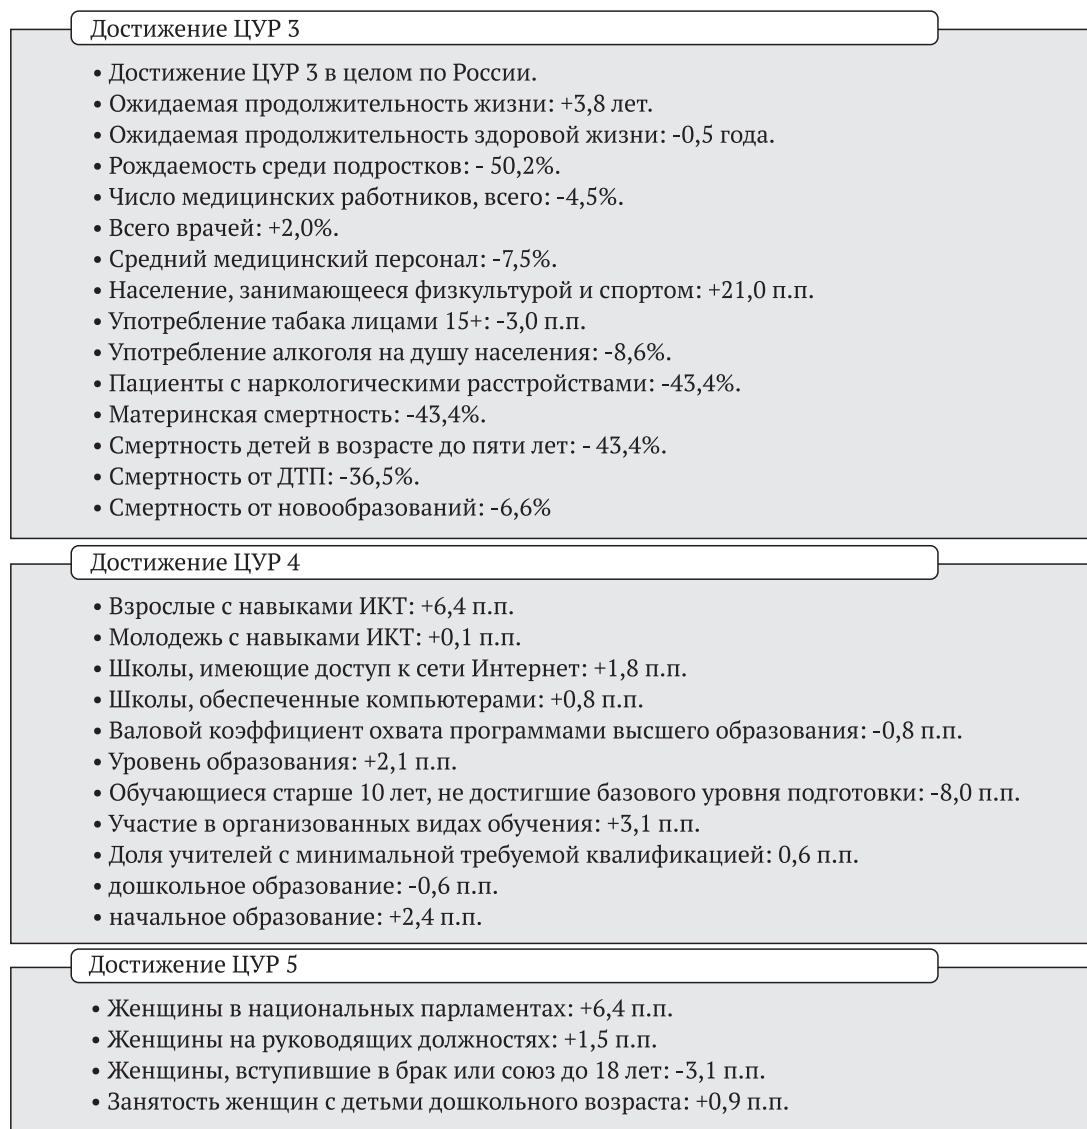 Достижение ЦУР 3
• Достижение ЦУР 3 в целом по России.
• Ожидаемая продолжительность жизни: +3,8 лет.
• Ожидаемая продолжительность здоровой жизни: -0,5 года.
• Рождаемость среди подростков: - 50,2%.
• Число медицинских работников, всего: -4,5%.
• Всего врачей: +2,0%.
• Средний медицинский персонал: -7,5%.
• Население, занимающееся физкультурой и спортом: +21,0 п.п.
• Употребление табака лицами 15+: -3,0 п.п.
• Употребление алкоголя на душу населения: -8,6%.
• Пациенты с наркологическими расстройствами: -43,4%.
• Материнская смертность: -43,4%.
• Смертность детей в возрасте до пяти лет: - 43,4%.
• Смертность от ДТП: -36,5%.
• Смертность от новообразований: -6,6%
Достижение ЦУР 4
• Взрослые с навыками ИКТ: +6,4 п.п.
• Молодежь с навыками ИКТ: +0,1 п.п.
• Школы, имеющие доступ к сети Интернет: +1,8 п.п.
• Школы, обеспеченные компьютерами: +0,8 п.п.
• Валовой коэффициент охвата программами высшего образования: -0,8 п.п.
• Уровень образования: +2,1 п.п.
• Обучающиеся старше 10 лет, не достигшие базового уровня подготовки: -8,0 п.п.
• Участие в организованных видах обучения: +3,1 п.п.
• Доля учителей с минимальной требуемой квалификацией: 0,6 п.п.
• дошкольное образование: -0,6 п.п.
• начальное образование: +2,4 п.п.
Достижение ЦУР 5
• Женщины в национальных парламентах: +6,4 п.п.
• Женщины на руководящих должностях: +1,5 п.п.
• Женщины, вступившие в брак или союз до 18 лет: -3,1 п.п.
• Занятость женщин с детьми дошкольного возраста: +0,9 п.п.